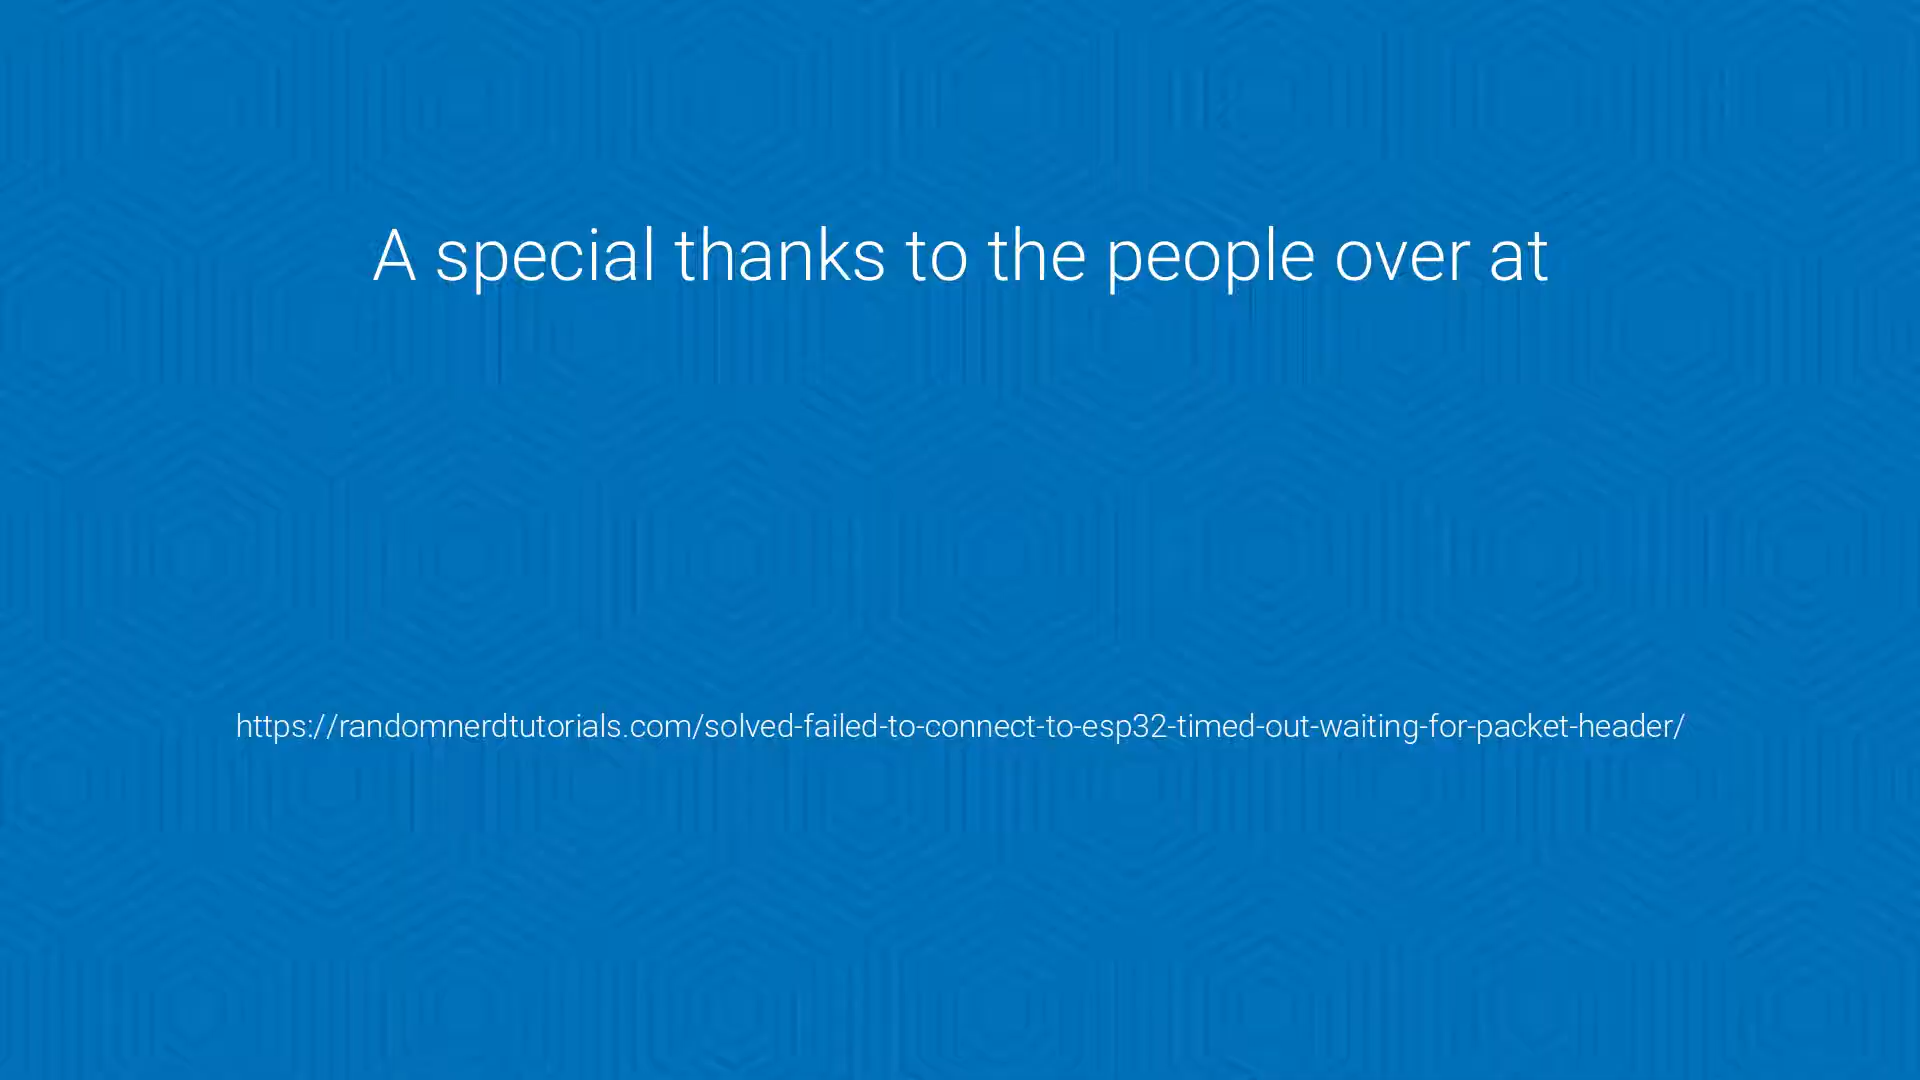 A special thanks to the people over at
https://randomnerdtutorials.com/solved-failed-to-connect-to-esp32-timed-out-waiting-for-packet-header/